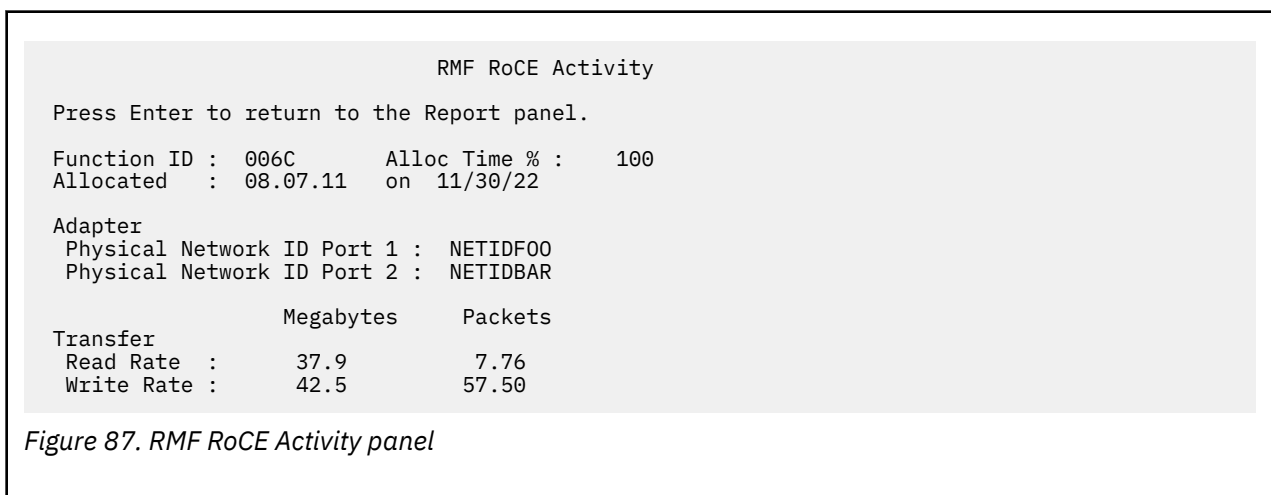 RMF RoCE Activity
Press Enter to return to the Report panel.
Function ID :  006C       Alloc Time % :    100
Allocated   :  08.07.11   on  11/30/22
Adapter
Physical Network ID Port 1 :  NETIDFOO
Physical Network ID Port 2 :  NETIDBAR
Megabytes     Packets
Transfer
Read Rate  :      37.9          7.76
Write Rate :      42.5         57.50
Figure 87. RMF RoCE Activity panel